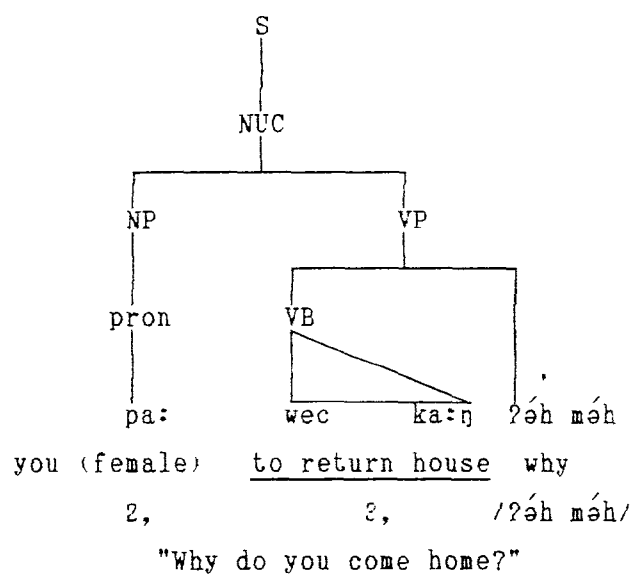 S
NUC
NP VP
pron VB
pa: wec ka:ŋ ʔə́h mə́h
you (female) to return house why
2, 2, /ʔə́h mə́h/
"Why do you come home?"